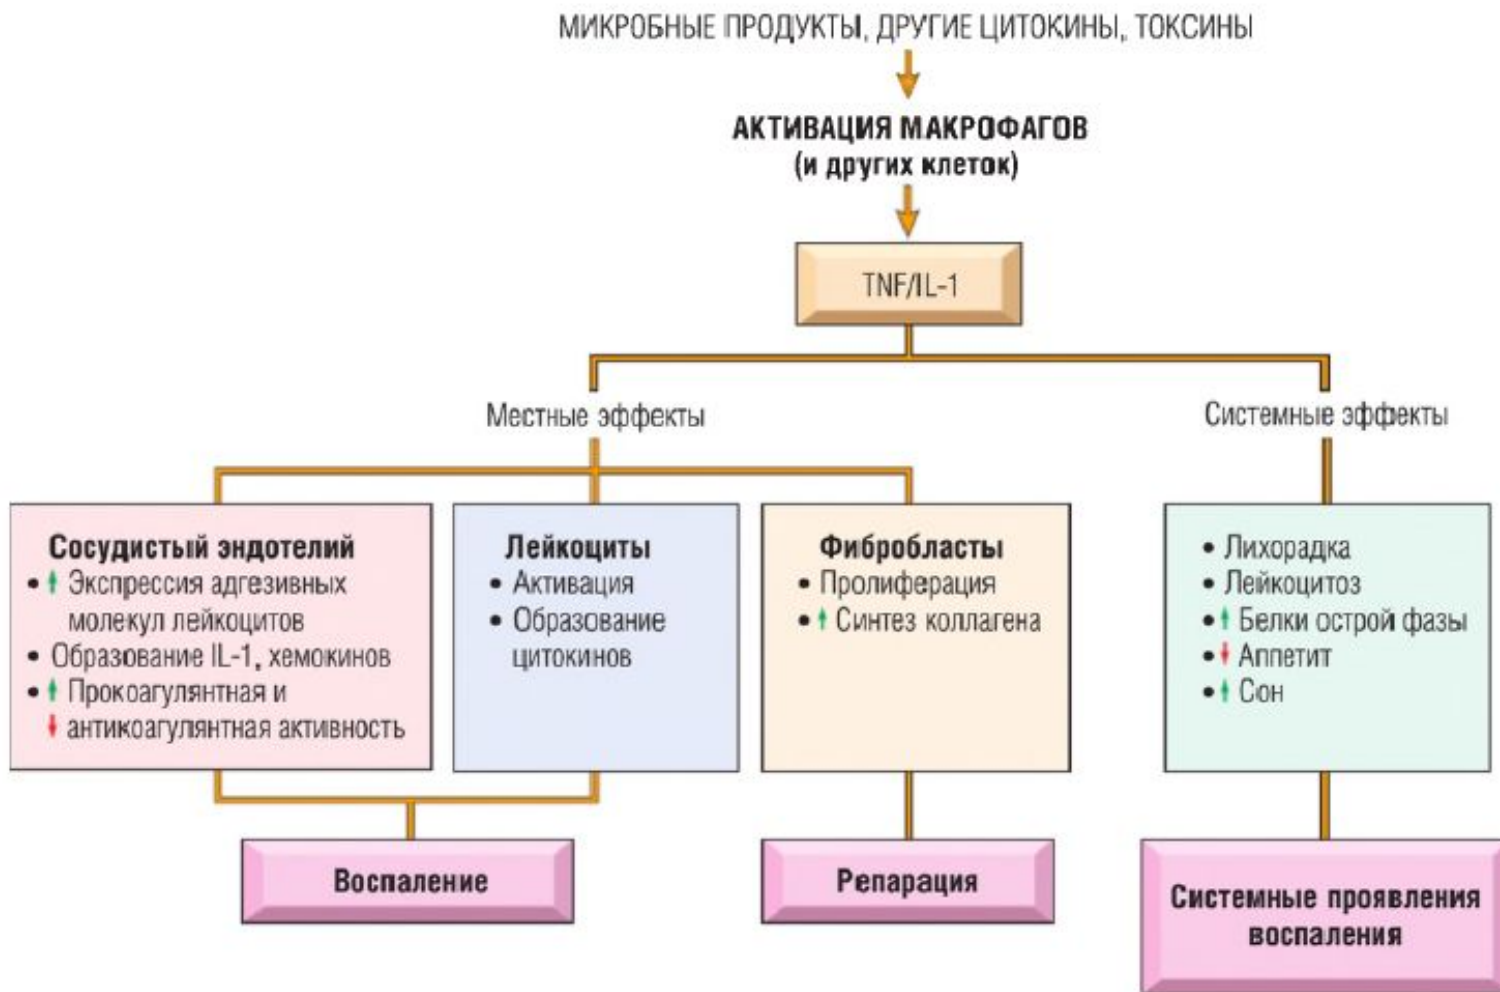 МИКРОБНЫЕ ПРОДУКТЫ, ДРУГИЕ ЦИТОКИНЫ, ТОКСИНЫ
АКТИВАЦИЯ МАКРОФАГОВ
(и других клеток)
TNF/IL-1
Местные эффекты
Системные эффекты
Сосудистый эндотелий
• ↑ Экспрессия адгезивных
молекул лейкоцитов
• Образование IL-1, хемокинов
• ↑ Прокоагулянтная и
↓ антикоагулянтная активность
Лейкоциты
• Активация
• Образование
цитокинов
Фибробласты
• Пролиферация
• ↑ Синтез коллагена
• Лихорадка
• Лейкоцитоз
• ↑ Белки острой фазы
• ↓ Аппетит
• ↑ Сон
Воспаление
Репарация
Системные проявления
воспаления